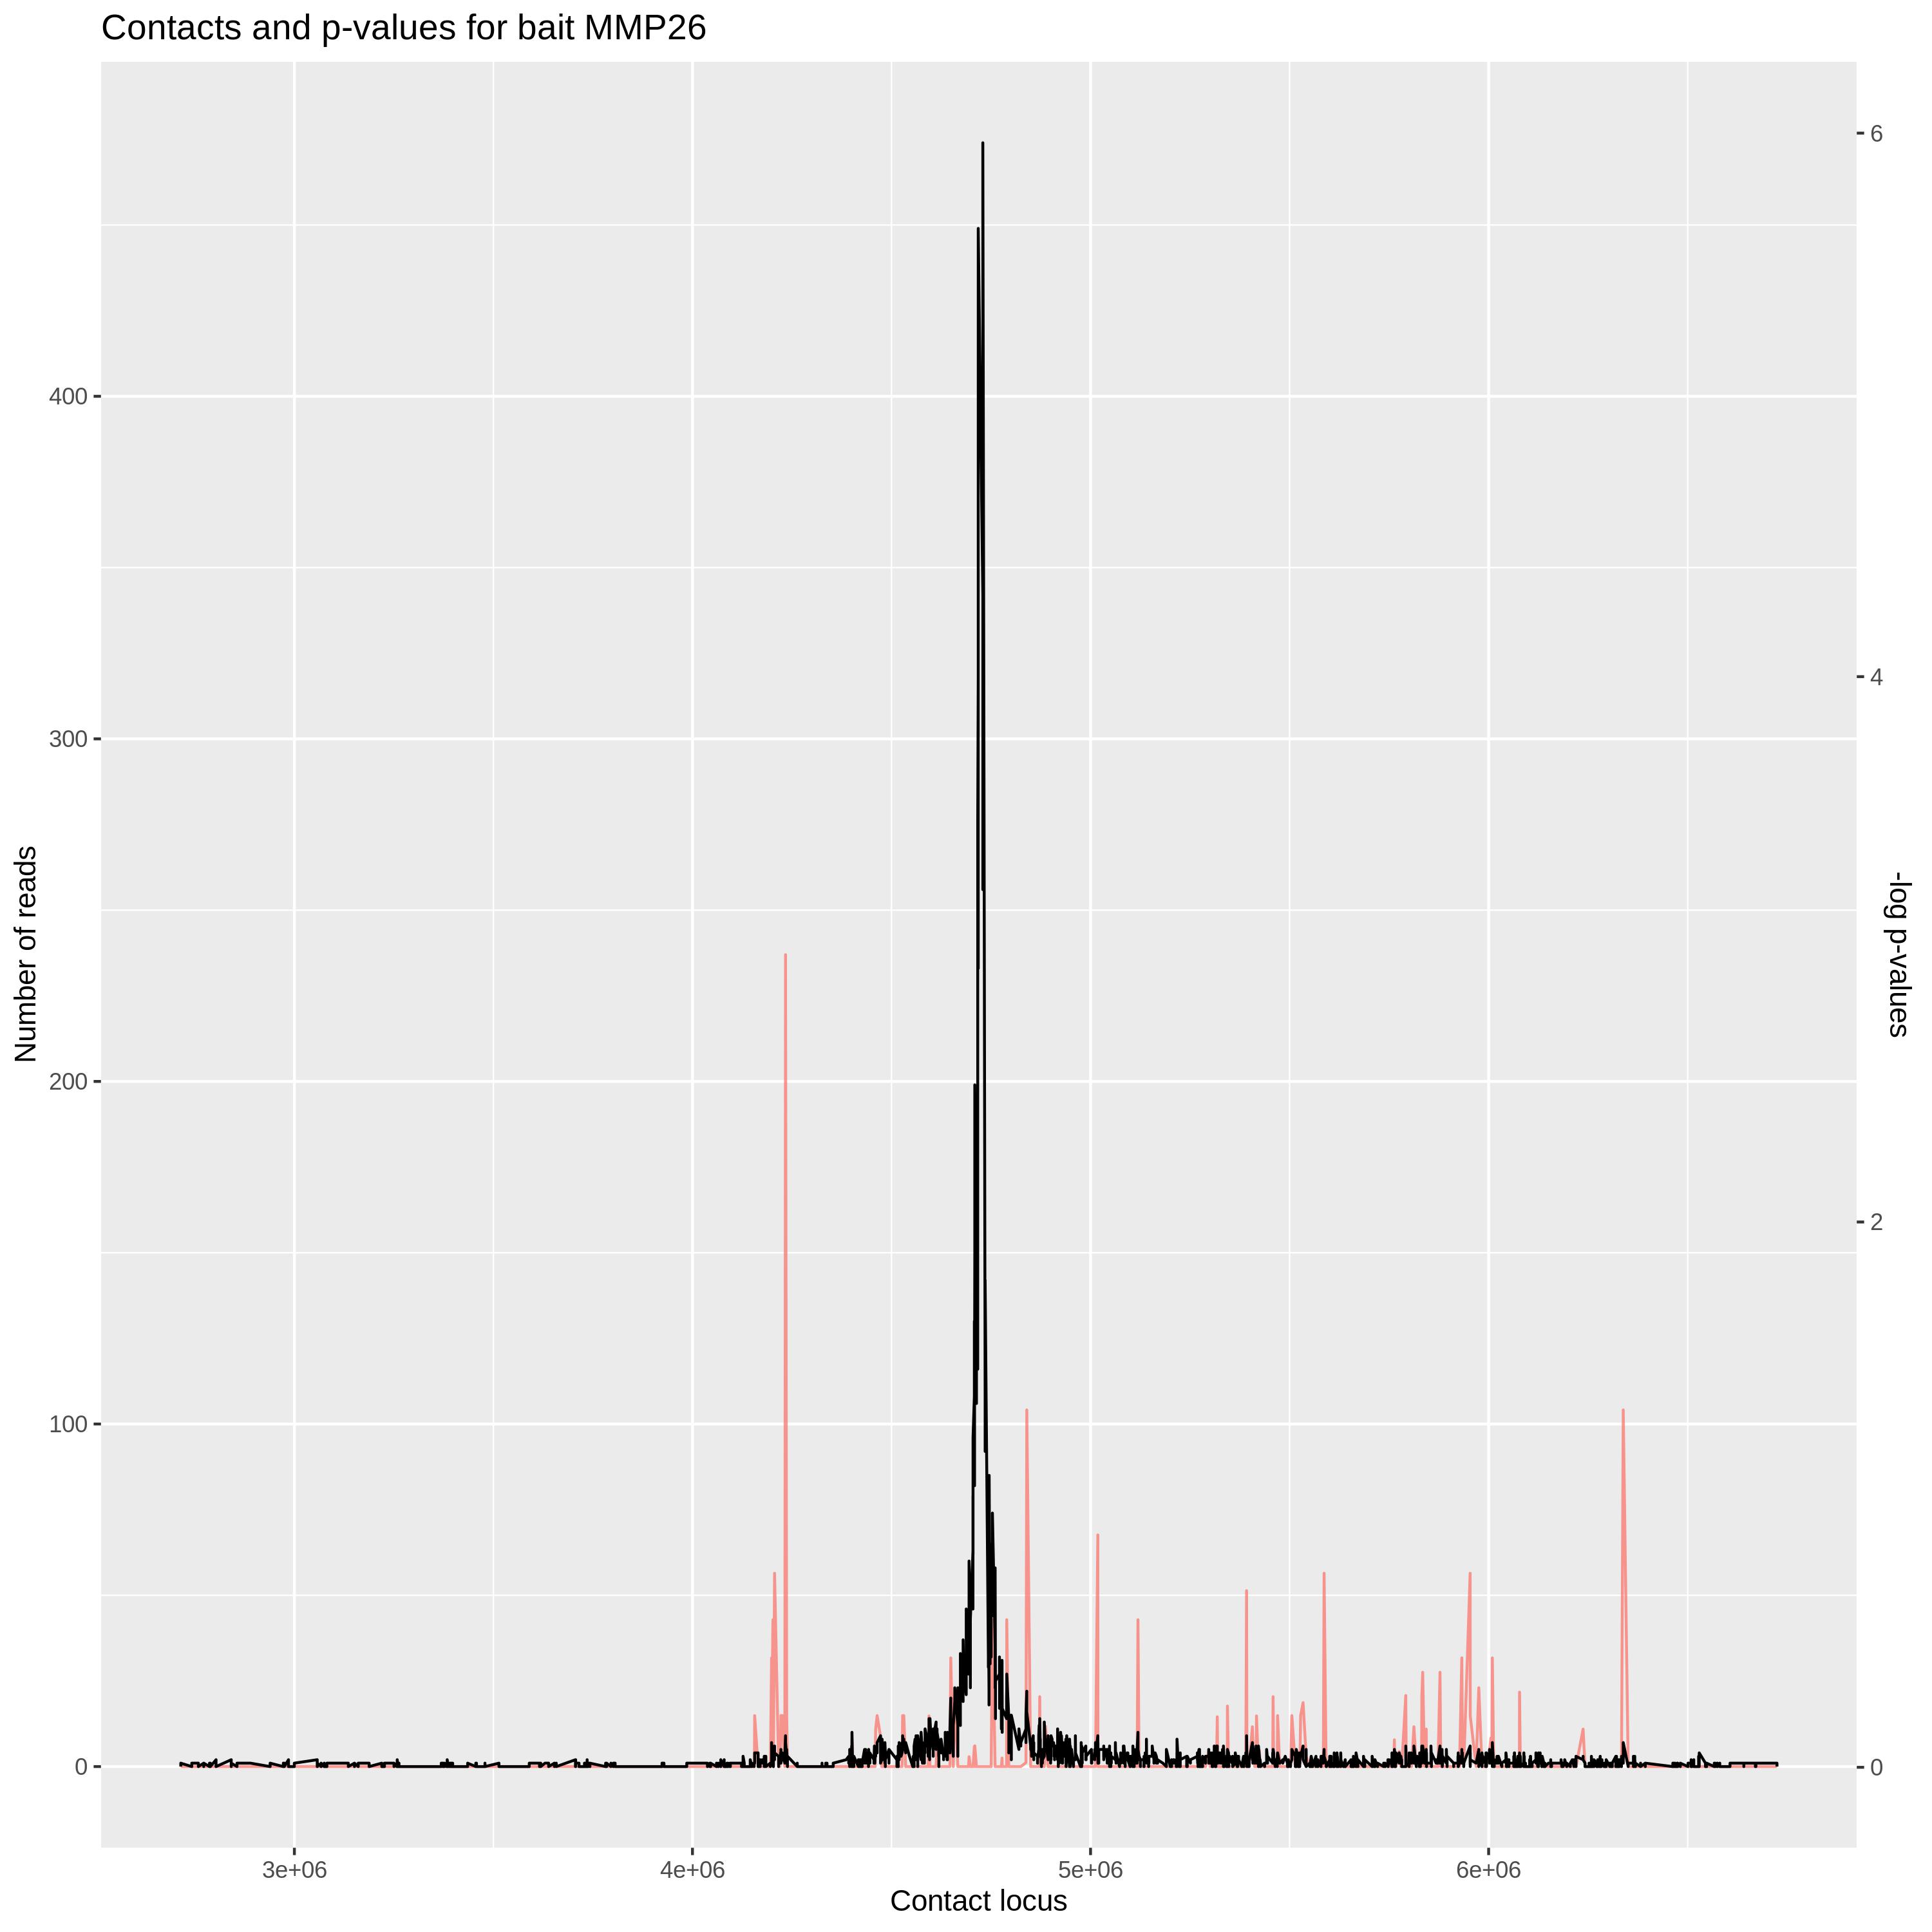 Contacts and p-values for bait MMP26
Number of reads
400
300
200
100
0
6
4
2
0
-log p-values
3e+06
4e+06
5e+06
6e+06
Contact locus